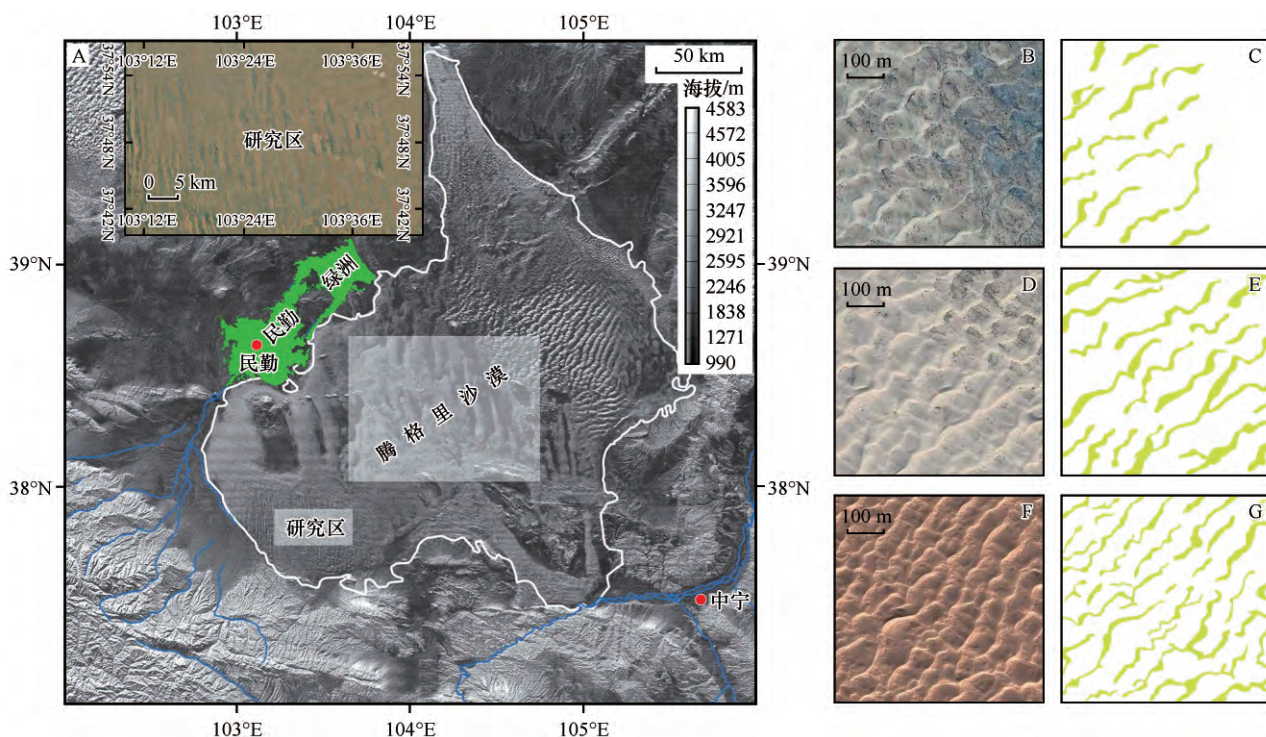 103°E 104°E 105°E
A
103°12′E 103°24′E 103°36′E
37°54′N 37°54′N
37°48′N 37°48′N
37°42′N 37°42′N
研究区
0 5 km
103°12′E 103°24′E 103°36′E
50 km
海拔/m
4583
4572
4005
3596
3247
2921
2595
2246
1838
1271
990
39°N 39°N
38°N 38°N
绿洲
民勤
民勤
腾格里沙漠
研究区
中宁
103°E 104°E 105°E
B
100 m
C
D
100 m
E
F
100 m
G